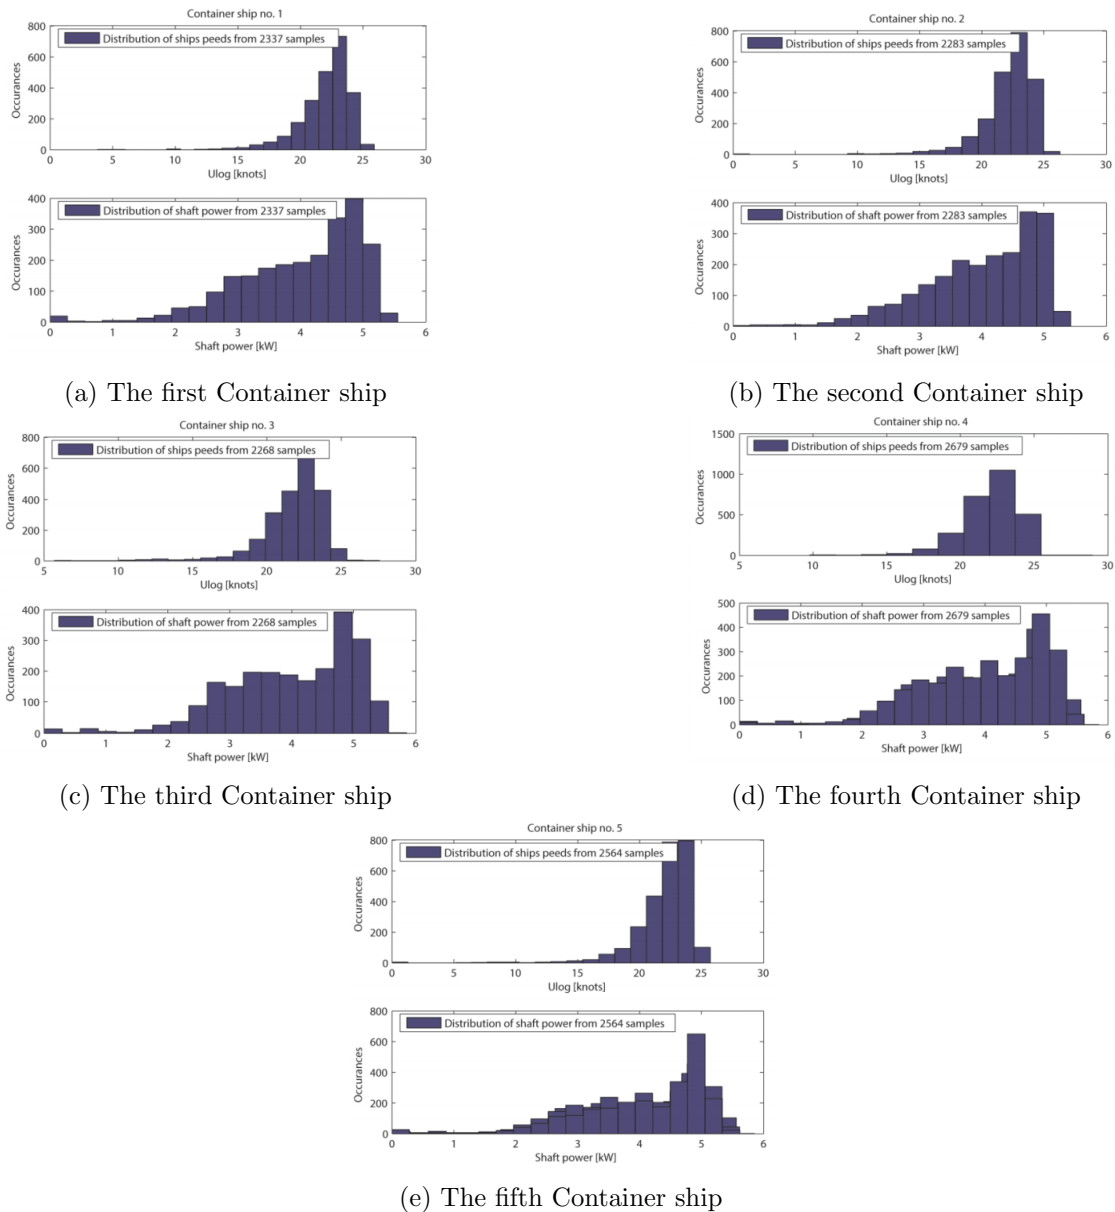 Container ship no. 1
800
600
400
200
0
Occurances
Distribution of ships peeds from 2337 samples
0 5 10 15 20 25 30
Ulog [knots]
400
300
200
100
0
Occurances
Distribution of shaft power from 2337 samples
0 1 2 3 4 5 6
Shaft power [kW]
(a) The first Container ship
Container ship no. 2
800
600
400
200
0
Occurances
Distribution of ships peeds from 2283 samples
0 5 10 15 20 25 30
Ulog [knots]
400
300
200
100
0
Occurances
Distribution of shaft power from 2283 samples
0 1 2 3 4 5 6
Shaft power [kW]
(b) The second Container ship
Container ship no. 3
800
600
400
200
0
Occurances
Distribution of ships peeds from 2268 samples
5 10 15 20 25 30
Ulog [knots]
400
300
200
100
0
Occurances
Distribution of shaft power from 2268 samples
0 1 2 3 4 5 6
Shaft power [kW]
(c) The third Container ship
Container ship no. 4
1500
1000
500
0
Occurances
Distribution of ships peeds from 2679 samples
5 10 15 20 25 30
Ulog [knots]
500
400
300
200
100
0
Occurances
Distribution of shaft power from 2679 samples
0 1 2 3 4 5 6
Shaft power [kW]
(d) The fourth Container ship
Container ship no. 5
800
600
400
200
0
Occurances
Distribution of ships peeds from 2564 samples
0 5 10 15 20 25 30
Ulog [knots]
800
600
400
200
0
Occurances
Distribution of shaft power from 2564 samples
0 1 2 3 4 5 6
Shaft power [kW]
(e) The fifth Container ship